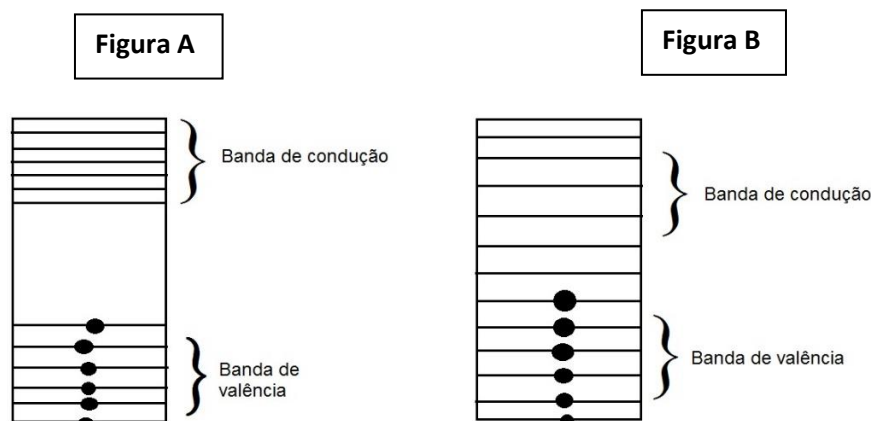 Figura A
Figura B
Banda de condução
Banda de condução
Banda de
valência
Banda de valência